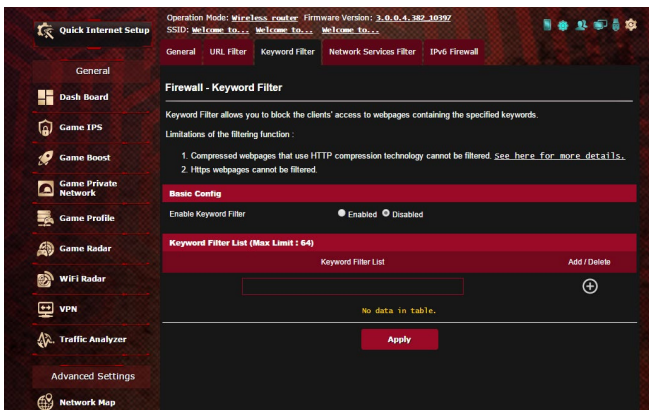 Quick Internet Setup
General
Dash Board
Game IPS
Game Boost
Game Private
Network
Game Profile
Game Radar
WiFi Radar
VPN
Traffic Analyzer
Advanced Settings
Network Map
Operation Mode: Wireless router Firmware Version: 3.0.0.4.382_10397
SSID: Welcome to... Welcome to... Welcome to...
General URL Filter Keyword Filter Network Services Filter IPv6 Firewall
Firewall - Keyword Filter
Keyword Filter allows you to block the clients' access to webpages containing the specified keywords.
Limitations of the filtering function :
1. Compressed webpages that use HTTP compression technology cannot be filtered. See here for more details.
2. Https webpages cannot be filtered.
Basic Config
Enable Keyword Filter Enabled Disabled
Keyword Filter List (Max Limit : 64)
Keyword Filter List Add / Delete
No data in table.
Apply